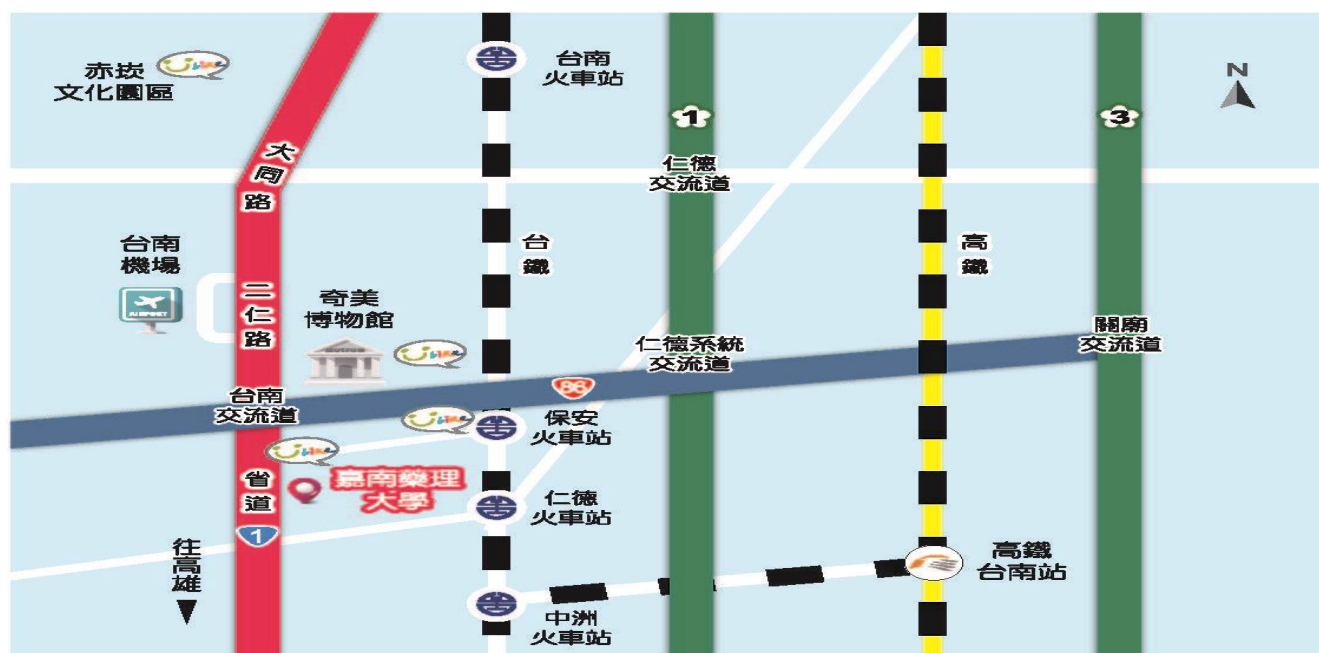 赤崁
文化園區
台南
火車站
N
1
3
大同路
仁德
交流道
台南
機場
台鐵
高鐵
二仁路
奇美
博物館
仁德系統
交流道
關廟
交流道
86
台南
交流道
保安
火車站
省道
嘉南藥理
大學
仁德
火車站
1
往高雄
高鐵
台南站
中洲
火車站